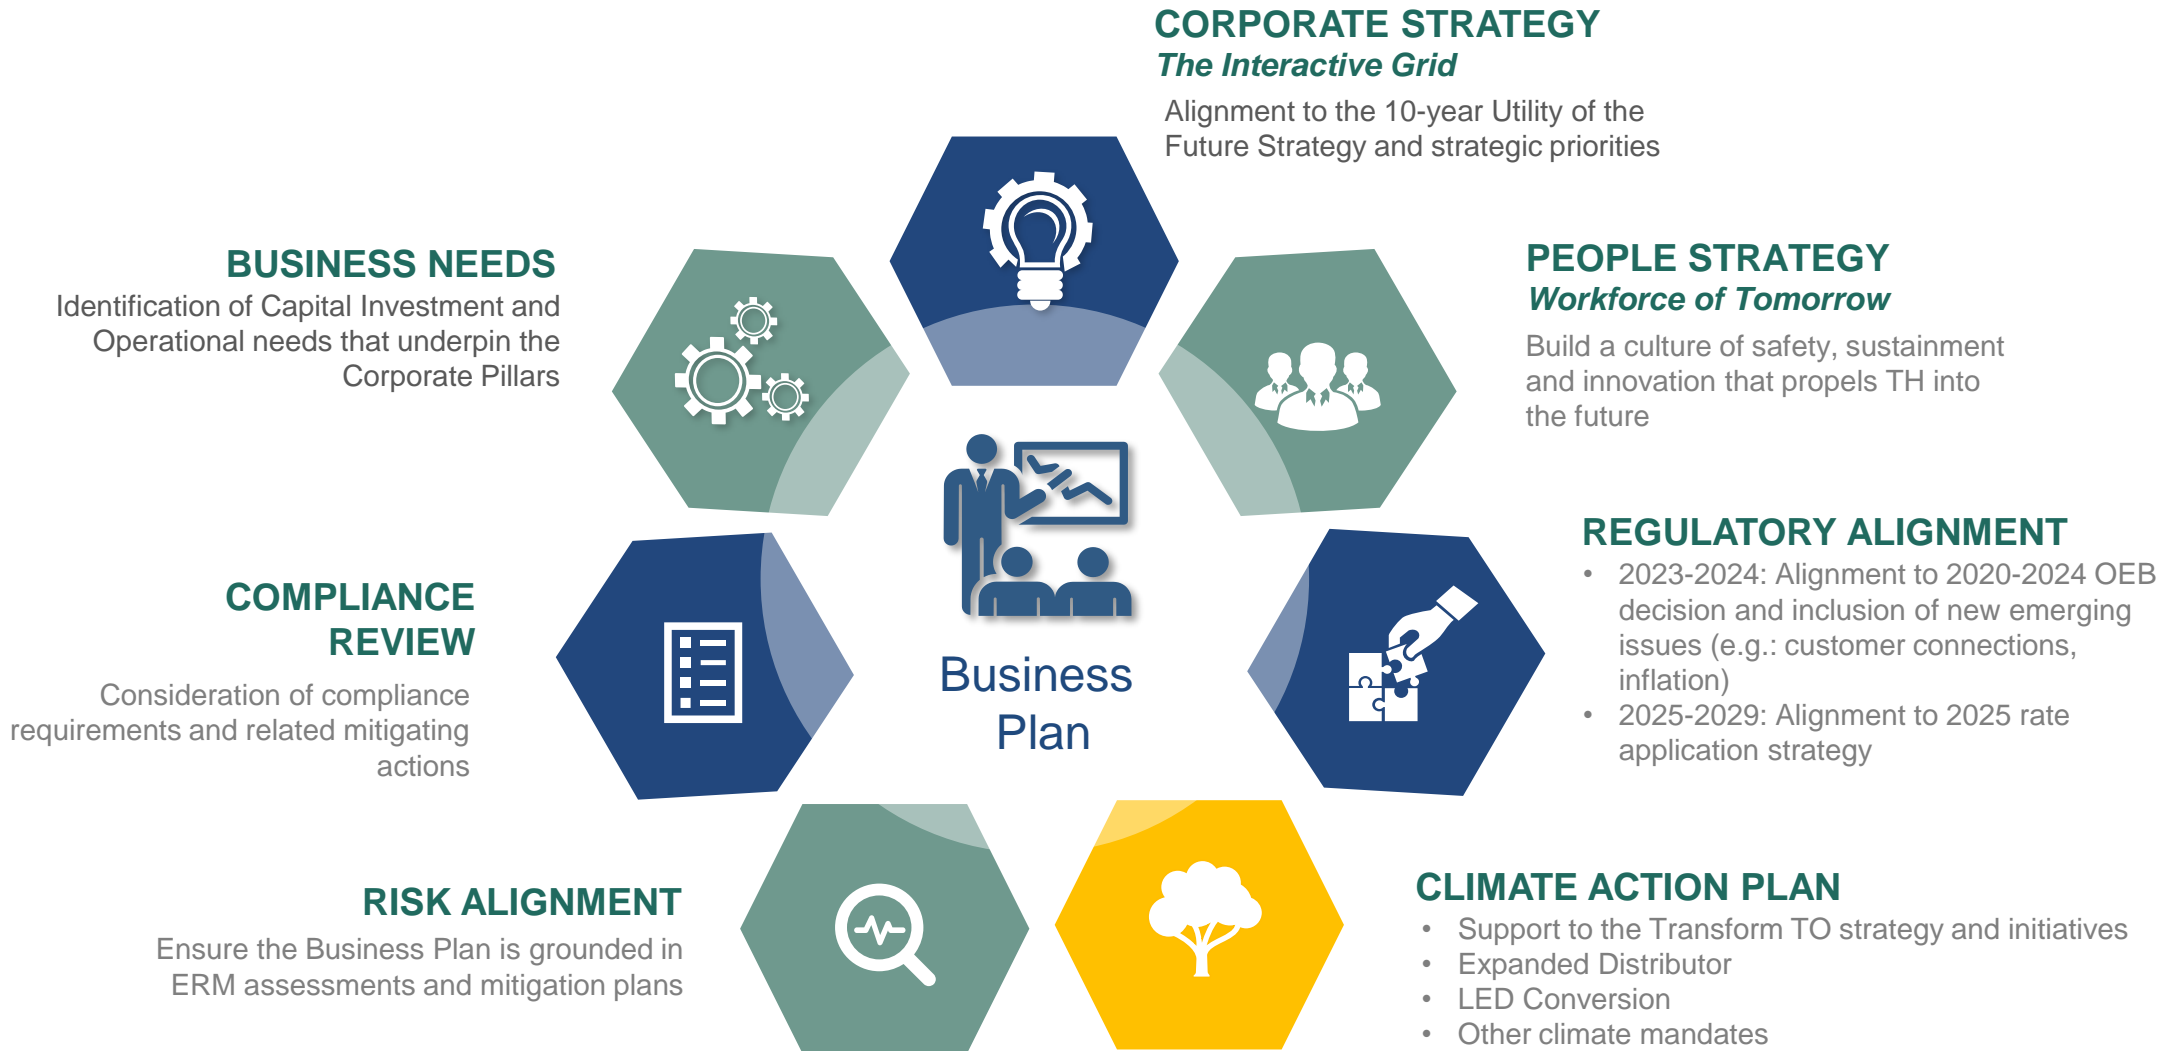 CORPORATE STRATEGY
The Interactive Grid
Alignment to the 10-year Utility of the
Future Strategy and strategic priorities
BUSINESS NEEDS
Identification of Capital Investment and
Operational needs that underpin the
Corporate Pillars
PEOPLE STRATEGY
Workforce of Tomorrow
Build a culture of safety, sustainment
and innovation that propels TH into
the future
REGULATORY ALIGNMENT
• 2023-2024: Alignment to 2020-2024 OEB
decision and inclusion of new emerging
issues (e.g.: customer connections,
inflation)
• 2025-2029: Alignment to 2025 rate
application strategy
COMPLIANCE
REVIEW
Consideration of compliance
requirements and related mitigating
actions
Business
Plan
RISK ALIGNMENT
Ensure the Business Plan is grounded in
ERM assessments and mitigation plans
CLIMATE ACTION PLAN
• Support to the Transform TO strategy and initiatives
• Expanded Distributor
• LED Conversion
• Other climate mandates